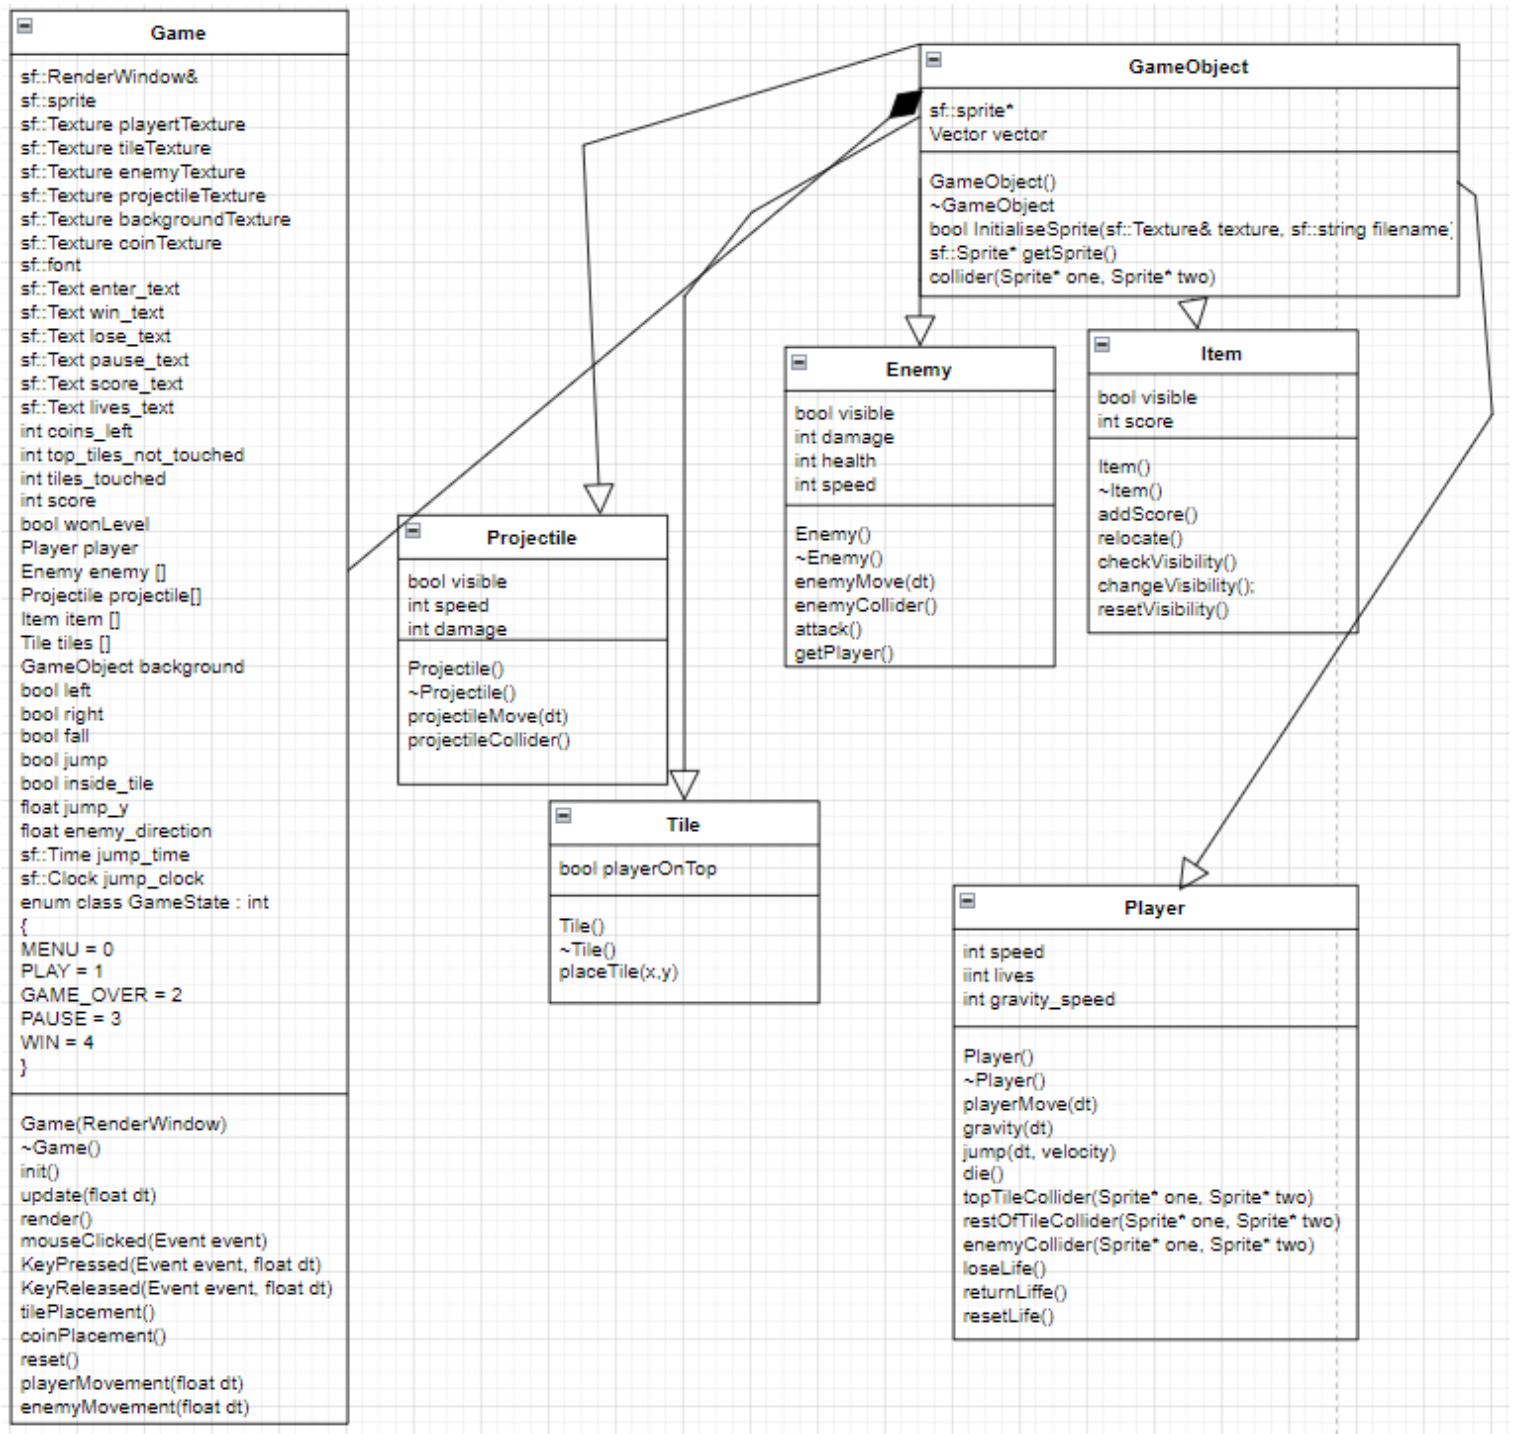 Game
sf::RenderWindow&
sf::sprite
sf::Texture playertTexture
sf::Texture tileTexture
sf::Texture enemyTexture
sf::Texture projectileTexture
sf::Texture backgroundTexture
sf::Texture coinTexture
sf::font
sf::Text enter_text
sf::Text win_text
sf::Text lose_text
sf::Text pause_text
sf::Text score_text
sf::Text lives_text
int coins_left
int top_tiles_not_touched
int tiles_touched
int score
bool wonLevel
Player player
Enemy enemy []
Projectile projectile[]
Item item []
Tile tiles []
GameObject background
bool left
bool right
bool fall
bool jump
bool inside_tile
float jump_y
float enemy_direction
sf::Time jump_time
sf::Clock jump_clock
enum class GameState : int
{
MENU = 0
PLAY = 1
GAME_OVER = 2
PAUSE = 3
WIN = 4
}
Game(RenderWindow)
~Game()
init()
update(float dt)
render()
mouseClicked(Event event)
KeyPressed(Event event, float dt)
KeyReleased(Event event, float dt)
tilePlacement()
coinPlacement()
reset()
playerMovement(float dt)
enemyMovement(float dt)
GameObject
sf::sprite*
Vector vector
GameObject()
~GameObject
bool InitialiseSprite(sf::Texture& texture, sf::string filename)
sf::Sprite* getSprite()
collider(Sprite* one, Sprite* two)
Projectile
bool visible
int speed
int damage
Projectile()
~Projectile()
projectileMove(dt)
projectileCollider()
Enemy
bool visible
int damage
int health
int speed
Enemy()
~Enemy()
enemyMove(dt)
enemyCollider()
attack()
getPlayer()
Item
bool visible
int score
Item()
~Item()
addScore()
relocate()
checkVisibility()
changeVisibility();
resetVisibility()
Tile
bool playerOnTop
Tile()
~Tile()
placeTile(x,y)
Player
int speed
iint lives
int gravity_speed
Player()
~Player()
playerMove(dt)
gravity(dt)
jump(dt, velocity)
die()
topTileCollider(Sprite* one, Sprite* two)
restOfTileCollider(Sprite* one, Sprite* two)
enemyCollider(Sprite* one, Sprite* two)
loseLife()
returnLiffe()
resetLife()